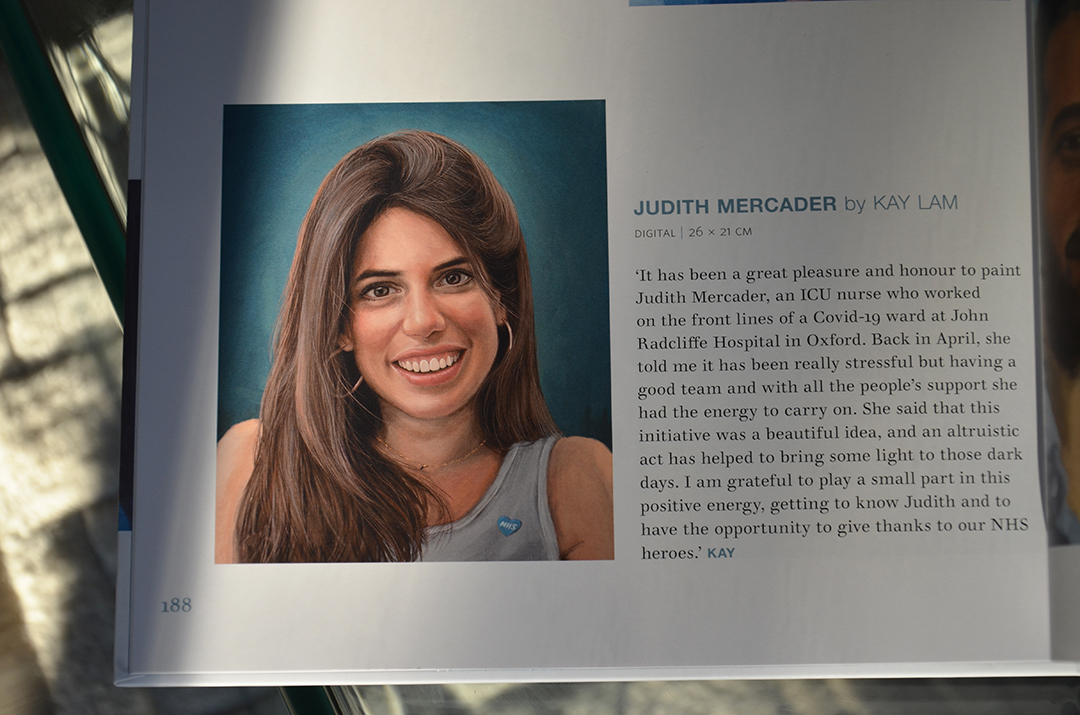 JUDITH MERCADER by KAY LAM
DIGITAL | 26 × 21 CM
‘It has been a great pleasure and honour to paint
Judith Mercader, an ICU nurse who worked
on the front lines of a Covid-19 ward at John
Radcliffe Hospital in Oxford. Back in April, she
told me it has been really stressful but having a
good team and with all the people’s support she
had the energy to carry on. She said that this
initiative was a beautiful idea, and an altruistic
act has helped to bring some light to those dark
days. I am grateful to play a small part in this
positive energy, getting to know Judith and to
have the opportunity to give thanks to our NHS
heroes.’ KAY
NHS
188